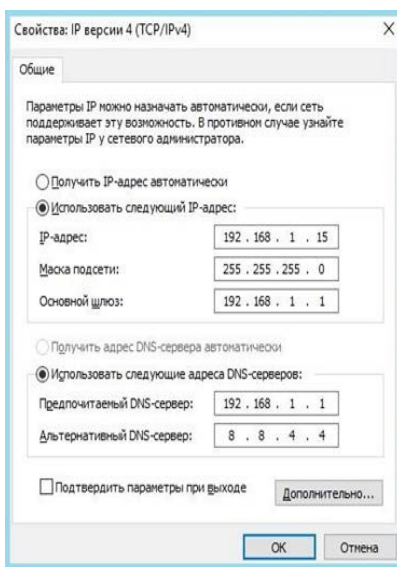 Свойства: IP версии 4 (TCP/IPv4)
Общие
Параметры IP можно назначать автоматически, если сеть
поддерживает эту возможность. В противном случае узнайте
параметры IP у сетевого администратора.
Получить IP-адрес автоматически
Использовать следующий IP-адрес:
IP-адрес: 192 . 168 . 1 . 15
Маска подсети: 255 . 255 . 255 . 0
Основной шлюз: 192 . 168 . 1 . 1
Получить адрес DNS-сервера автоматически
Использовать следующие адреса DNS-серверов:
Предпочитаемый DNS-сервер: 192 . 168 . 1 . 1
Альтернативный DNS-сервер: 8 . 8 . 4 . 4
Подтвердить параметры при выходе Дополнительно...
ОК Отмена